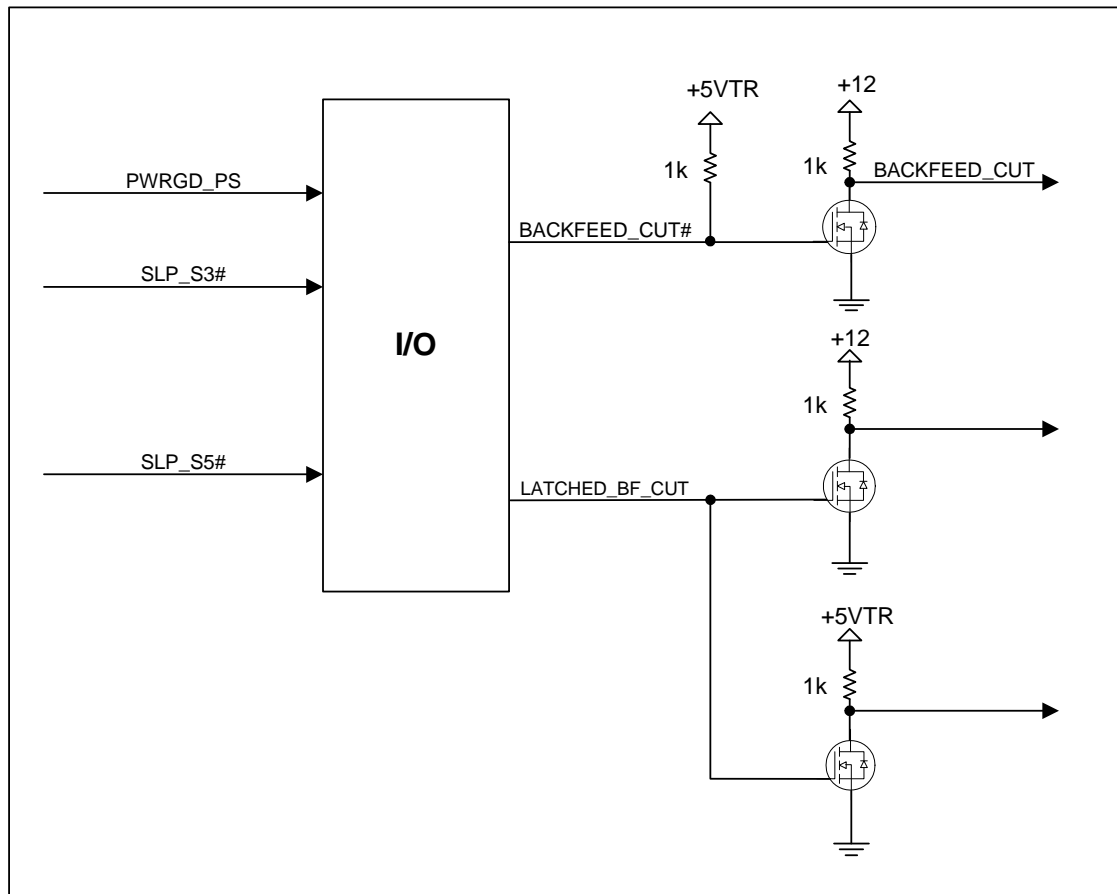 +12
+5VTR
1k
1k
BACKFEED_CUT
PWRGD_PS
BACKFEED_CUT#
SLP_S3#
I/O
+12
1k
SLP_S5#
LATCHED_BF_CUT
+5VTR
1k